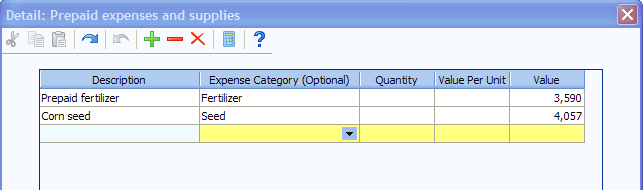 Detail: Prepaid expenses and supplies
Description Expense Category (Optional) Quantity Value Per Unit Value
Prepaid fertilizer Fertilizer 3,590
Corn seed Seed 4,057